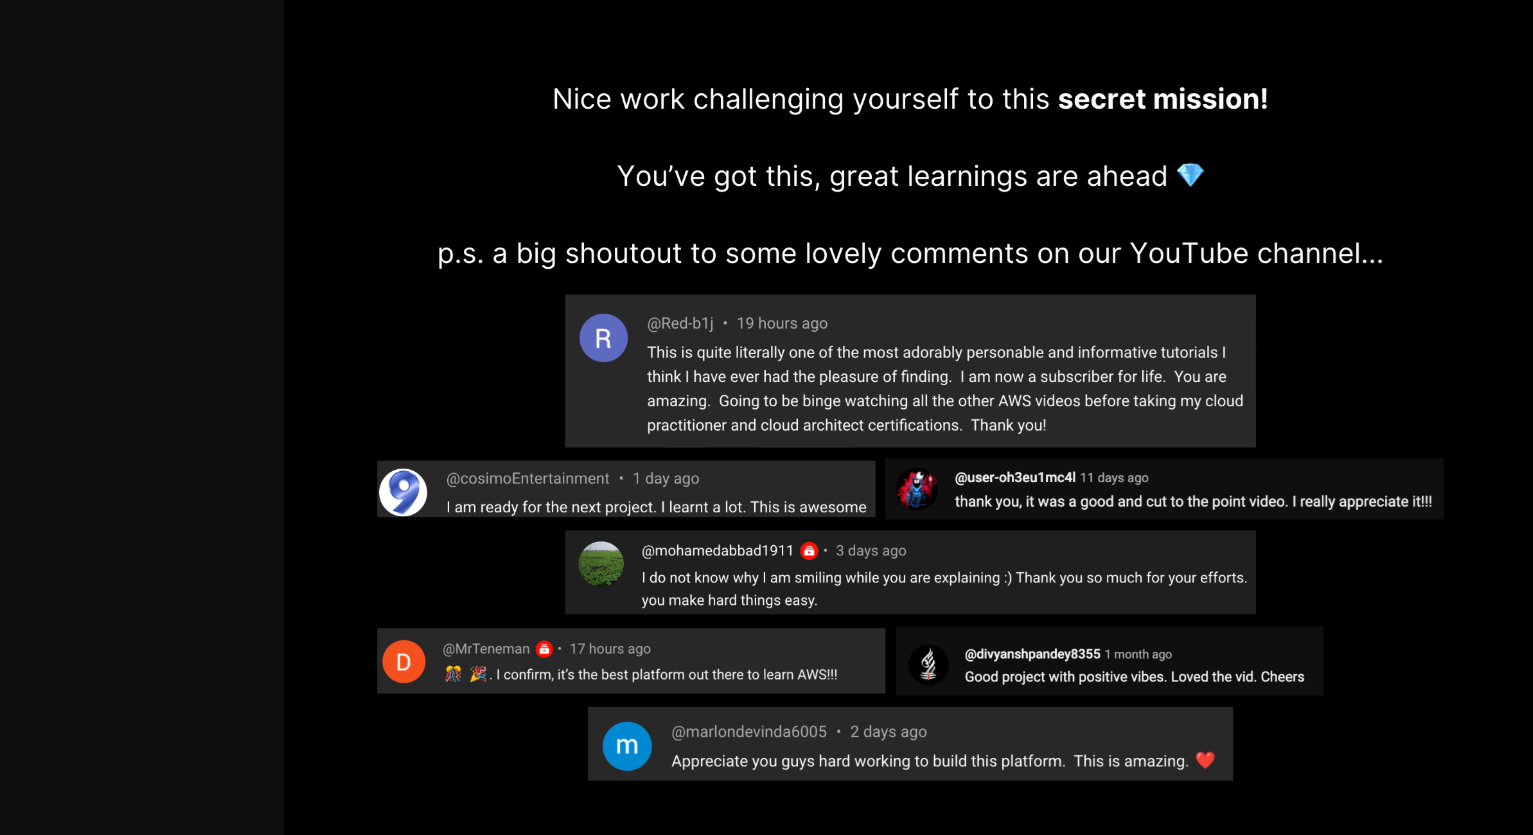 Nice work challenging yourself to this secret mission!
You’ve got this, great learnings are ahead 💎
p.s. a big shoutout to some lovely comments on our YouTube channel...
R
@Red-b1j • 19 hours ago
This is quite literally one of the most adorably personable and informative tutorials I
think I have ever had the pleasure of finding.  I am now a subscriber for life.  You are
amazing.  Going to be binge watching all the other AWS videos before taking my cloud
practitioner and cloud architect certifications.  Thank you!
9
@cosimoEntertainment • 1 day ago
I am ready for the next project. I learnt a lot. This is awesome
@user-oh3eu1mc4l 11 days ago
thank you, it was a good and cut to the point video. I really appreciate it!!!
@mohamedabbad1911 • 3 days ago
I do not know why I am smiling while you are explaining :) Thank you so much for your efforts.
you make hard things easy.
D
@MrTeneman • 17 hours ago
🎊 🎉. I confirm, it’s the best platform out there to learn AWS!!!
@divyanshpandey8355 1 month ago
Good project with positive vibes. Loved the vid. Cheers
m
@marlondevinda6005 • 2 days ago
Appreciate you guys hard working to build this platform.  This is amazing. ❤️